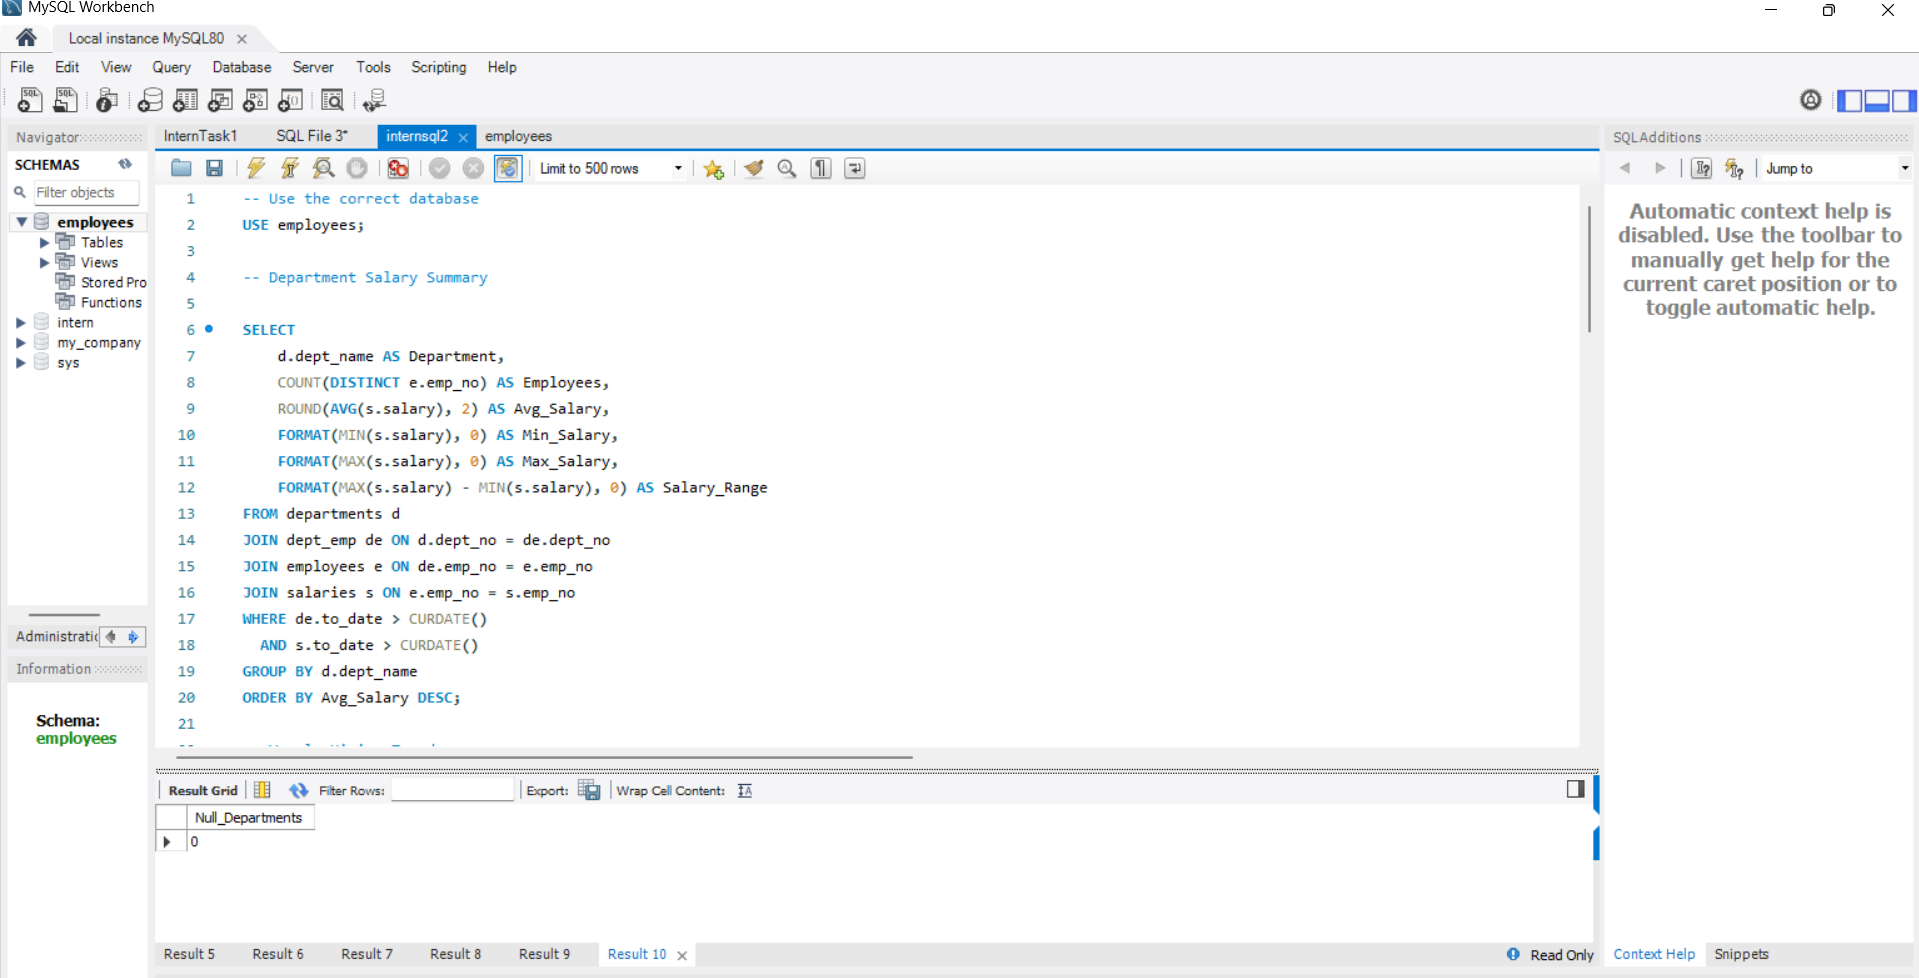 MySQL Workbench
Local instance MySQL80
File Edit View Query Database Server Tools Scripting Help
Navigator
SCHEMAS
Filter objects
employees
Tables
Views
Stored Pro
Functions
intern
my_company
sys
Administratio
Information
Schema:
employees
InternTask1 SQL File 3* internsql2 employees
Limit to 500 rows
1 -- Use the correct database
2 USE employees;
3
4 -- Department Salary Summary
5
6 SELECT
7 d.dept_name AS Department,
8 COUNT(DISTINCT e.emp_no) AS Employees,
9 ROUND(AVG(s.salary), 2) AS Avg_Salary,
10 FORMAT(MIN(s.salary), 0) AS Min_Salary,
11 FORMAT(MAX(s.salary), 0) AS Max_Salary,
12 FORMAT(MAX(s.salary) - MIN(s.salary), 0) AS Salary_Range
13 FROM departments d
14 JOIN dept_emp de ON d.dept_no = de.dept_no
15 JOIN employees e ON de.emp_no = e.emp_no
16 JOIN salaries s ON e.emp_no = s.emp_no
17 WHERE de.to_date > CURDATE()
18 AND s.to_date > CURDATE()
19 GROUP BY d.dept_name
20 ORDER BY Avg_Salary DESC;
21
Result Grid Filter Rows: Export: Wrap Cell Content:
Null_Departments
0
Result 5 Result 6 Result 7 Result 8 Result 9 Result 10
Read Only
SQLAdditions
Jump to
Automatic context help is
disabled. Use the toolbar to
manually get help for the
current caret position or to
toggle automatic help.
Context Help Snippets